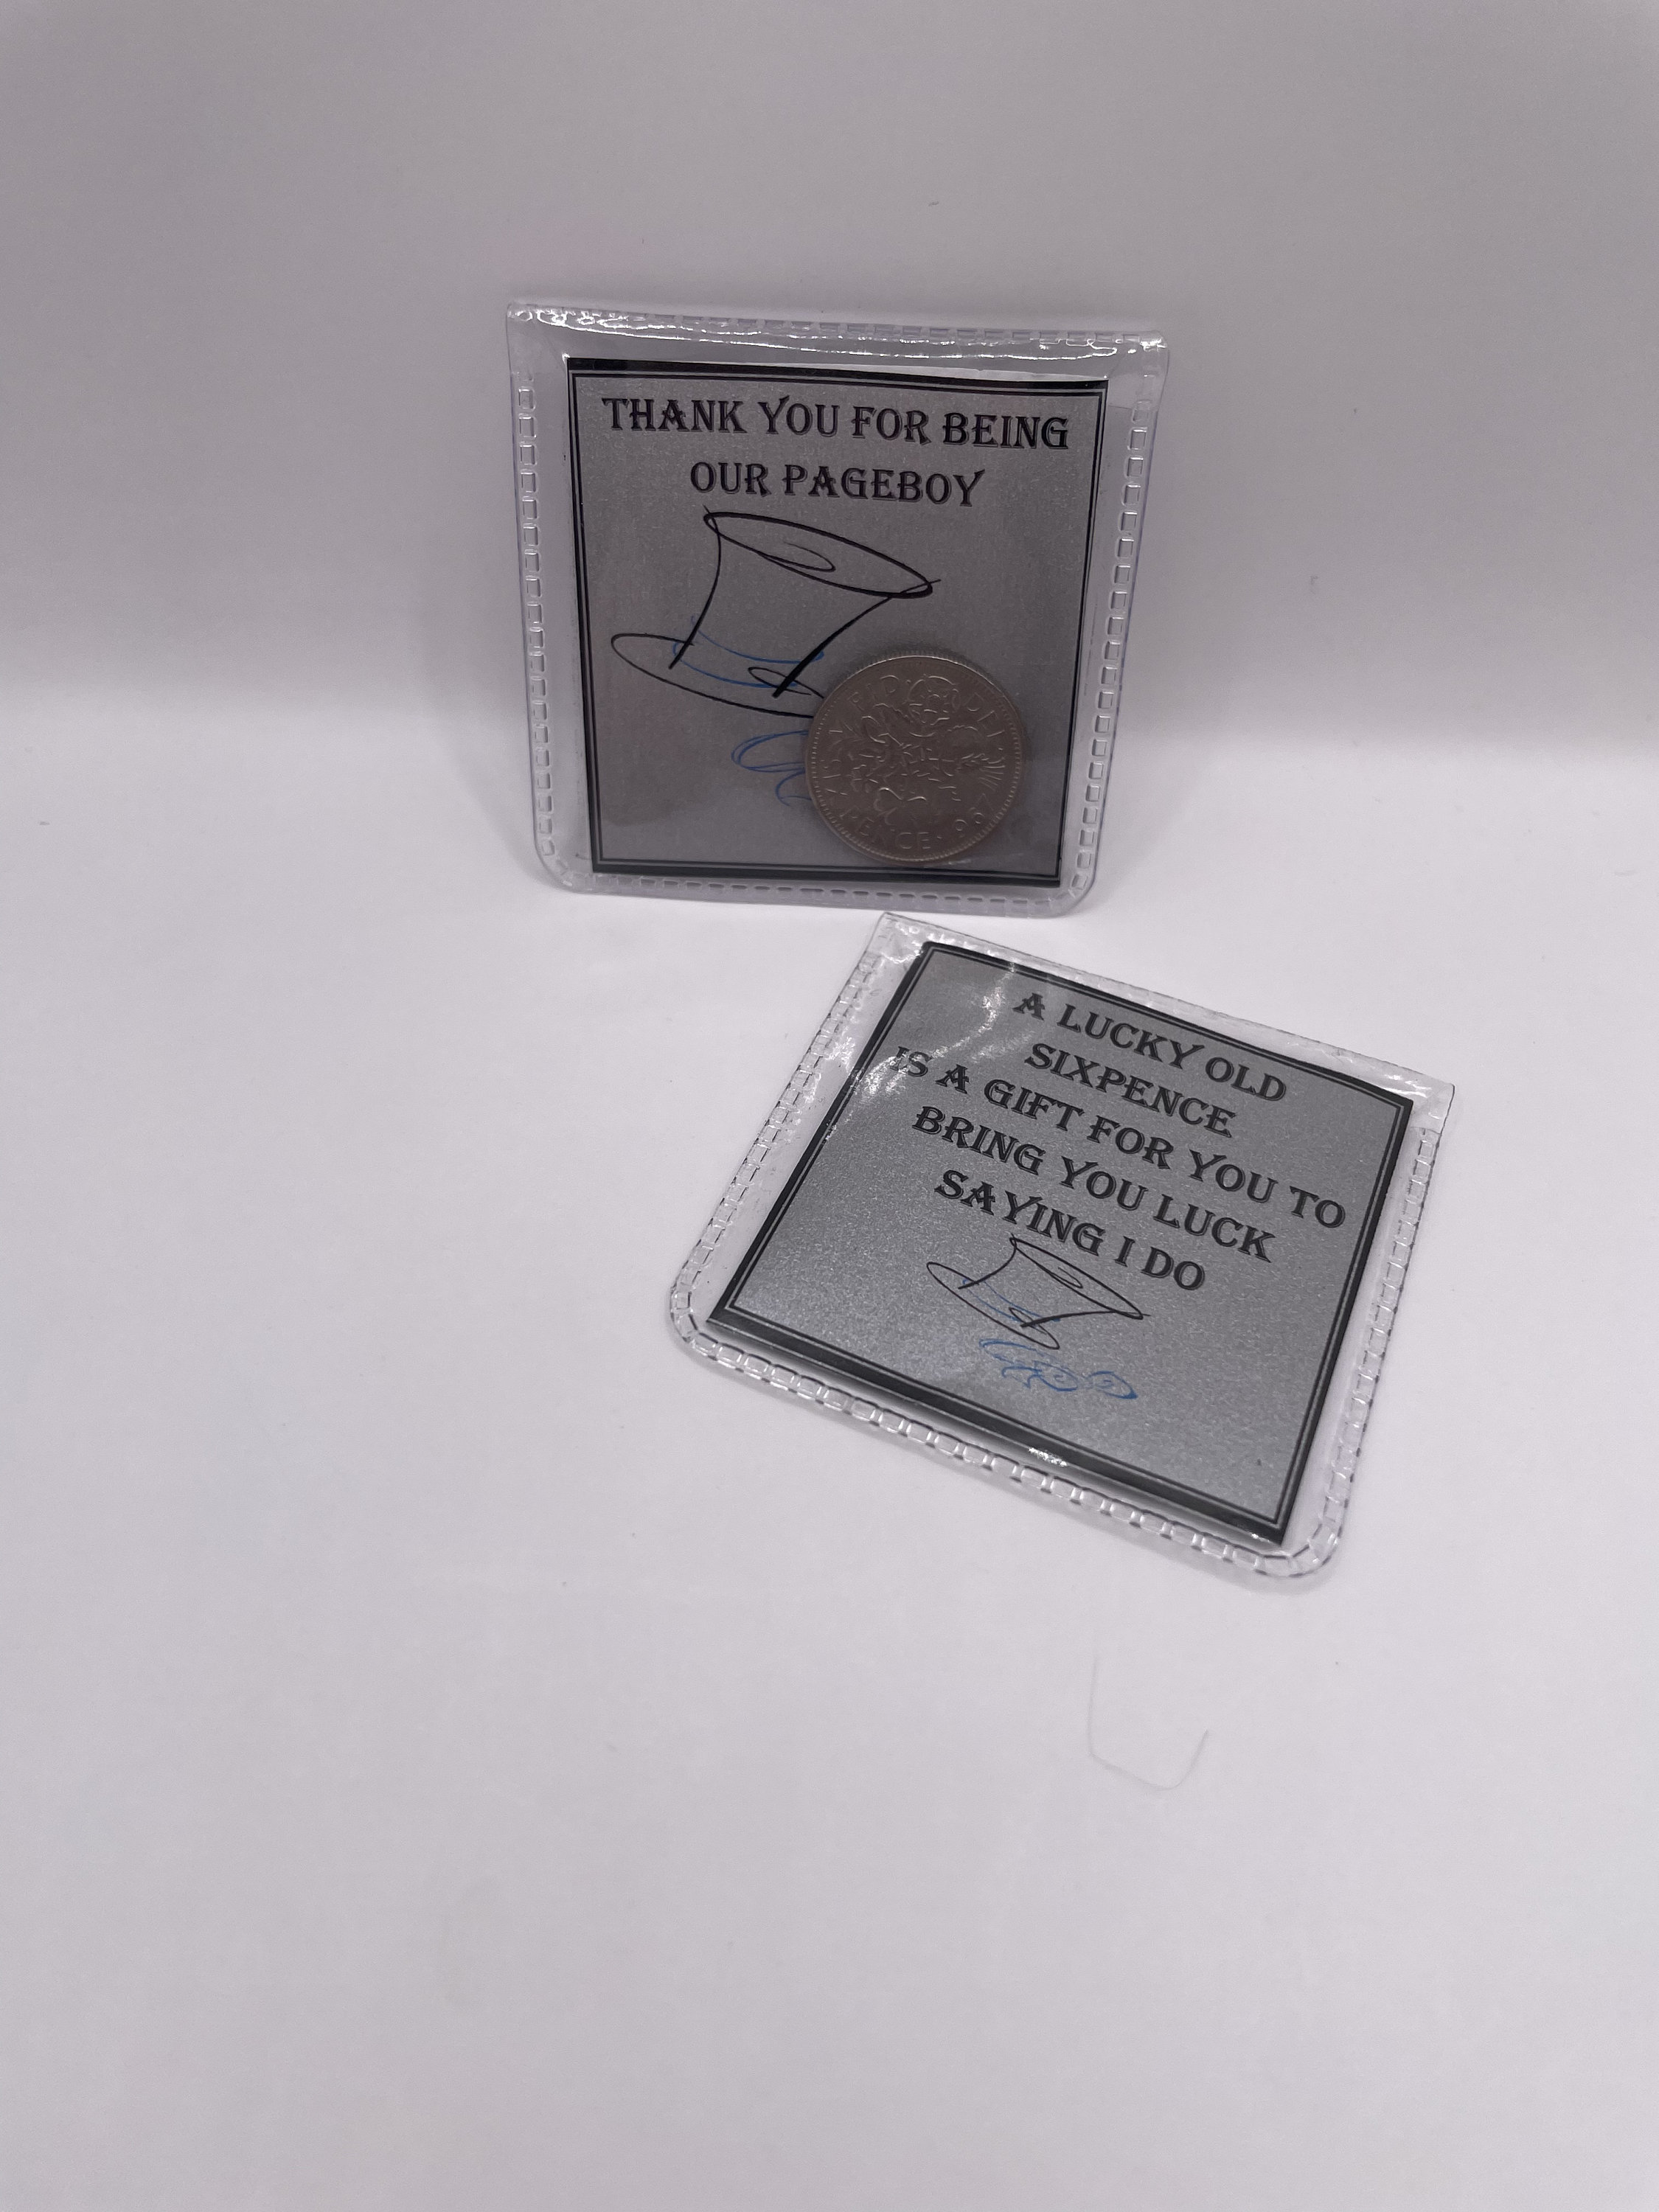 THANK YOU FOR BEING
OUR PAGEBOY
A LUCKY OLD
SIXPENCE
IS A GIFT FOR YOU TO
BRING YOU LUCK
SAYING I DO